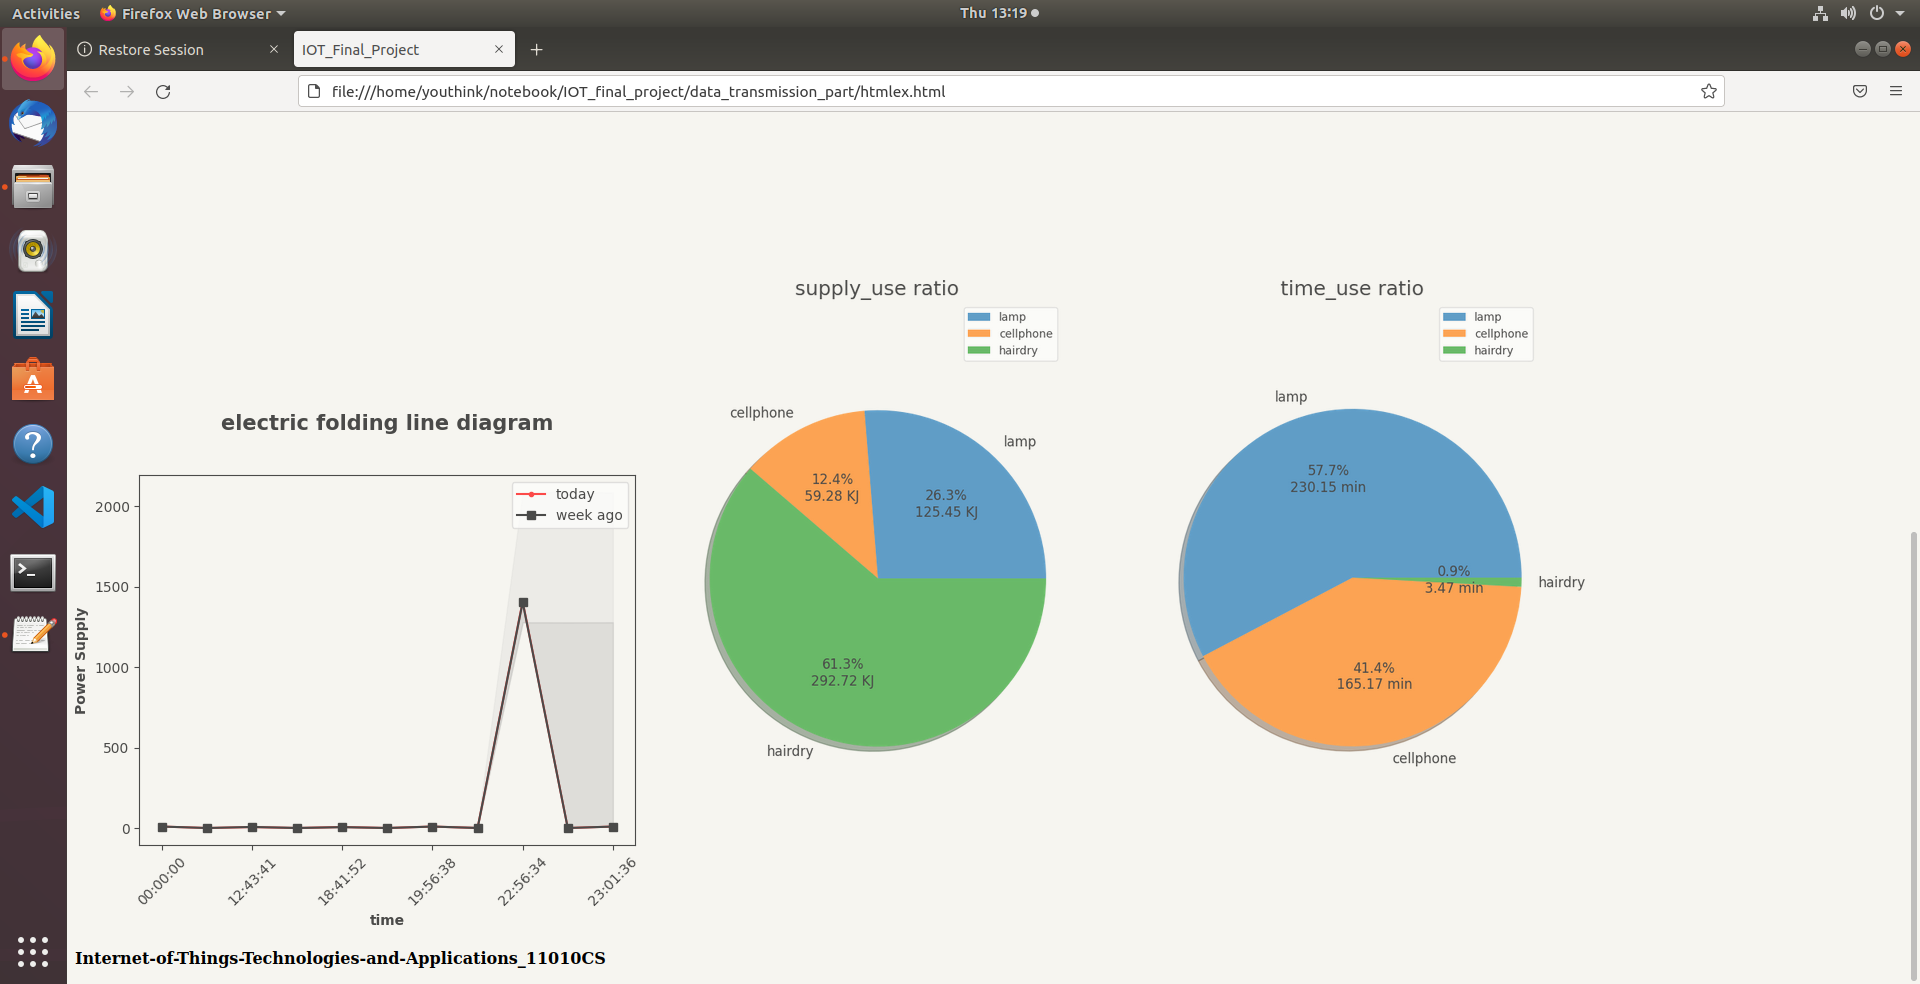 Activities
Firefox Web Browser
Thu 13:19
Restore Session
IOT_Final_Project
file:///home/youthink/notebook/IOT_final_project/data_transmission_part/htmlex.html
electric folding line diagram
today
week ago
Power Supply
2000
1500
1000
500
0
00:00:00
12:43:41
18:41:52
19:56:38
22:56:34
23:01:36
time
supply_use ratio
lamp
cellphone
hairdry
cellphone
lamp
12.4%
59.28 KJ
26.3%
125.45 KJ
61.3%
292.72 KJ
hairdry
time_use ratio
lamp
cellphone
hairdry
lamp
57.7%
230.15 min
0.9%
3.47 min
hairdry
41.4%
165.17 min
cellphone
Internet-of-Things-Technologies-and-Applications_11010CS